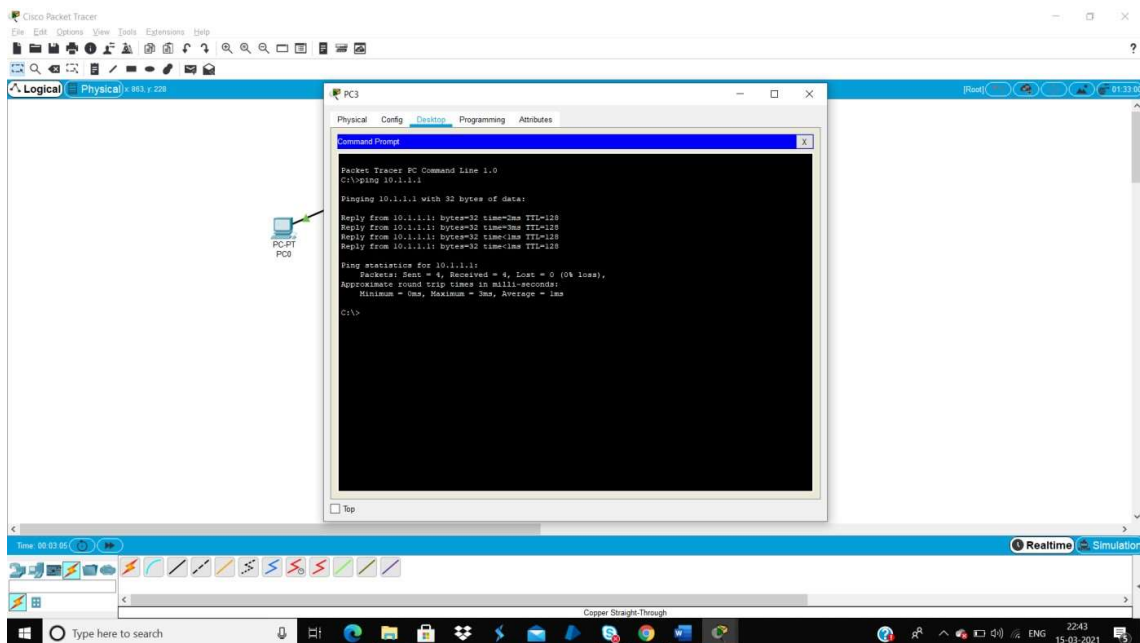 Cisco Packet Tracer
File Edit Options View Tools Extensions Help
?
Logical Physical x: 863, y: 228 [Root] 01:33:00
PC3
Physical Config Desktop Programming Attributes
Command Prompt X
Packet Tracer PC Command Line 1.0
C:\>ping 10.1.1.1
Pinging 10.1.1.1 with 32 bytes of data:
Reply from 10.1.1.1: bytes=32 time=2ms TTL=128
Reply from 10.1.1.1: bytes=32 time=3ms TTL=128
Reply from 10.1.1.1: bytes=32 time<1ms TTL=128
Reply from 10.1.1.1: bytes=32 time<1ms TTL=128
Ping statistics for 10.1.1.1:
Packets: Sent = 4, Received = 4, Lost = 0 (0% loss),
Approximate round trip times in milli-seconds:
Minimum = 0ms, Maximum = 3ms, Average = 1ms
C:\>
PC-PT
PC0
Top
Time: 00:03:05 Realtime Simulation
Copper Straight-Through
Type here to search ENG 22:43
15-03-2021